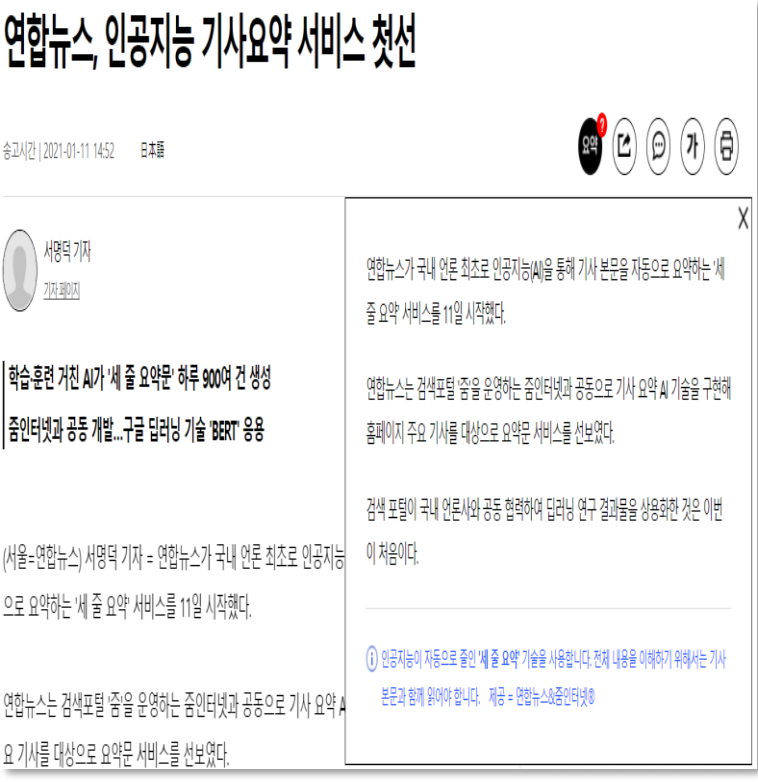 연합뉴스, 인공지능 기사요약 서비스 첫선
송고시간 | 2021-01-11 14:52 日本語
요약 ? 가
서명덕 기자
기자 페이지
학습·훈련 거친 AI가 '세 줄 요약문' 하루 900여 건 생성
줌인터넷과 공동 개발...구글 딥러닝 기술 'BERT' 응용
(서울=연합뉴스) 서명덕 기자 = 연합뉴스가 국내 언론 최초로 인공지능
으로 요약하는 '세 줄 요약' 서비스를 11일 시작했다.
연합뉴스는 검색포털 '줌'을 운영하는 줌인터넷과 공동으로 기사 요약 A
요 기사를 대상으로 요약문 서비스를 선보였다.
X
연합뉴스가 국내 언론 최초로 인공지능(AI)을 통해 기사 본문을 자동으로 요약하는 '세
줄 요약' 서비스를 11일 시작했다.
연합뉴스는 검색포털 '줌'을 운영하는 줌인터넷과 공동으로 기사 요약 AI 기술을 구현해
홈페이지 주요 기사를 대상으로 요약문 서비스를 선보였다.
검색 포털이 국내 언론사와 공동 협력하여 딥러닝 연구 결과물을 상용화한 것은 이번
이 처음이다.
i 인공지능이 자동으로 줄인 '세 줄 요약' 기술을 사용합니다. 전체 내용을 이해하기 위해서는 기사
본문과 함께 읽어야 합니다. 제공 = 연합뉴스&줌인터넷®